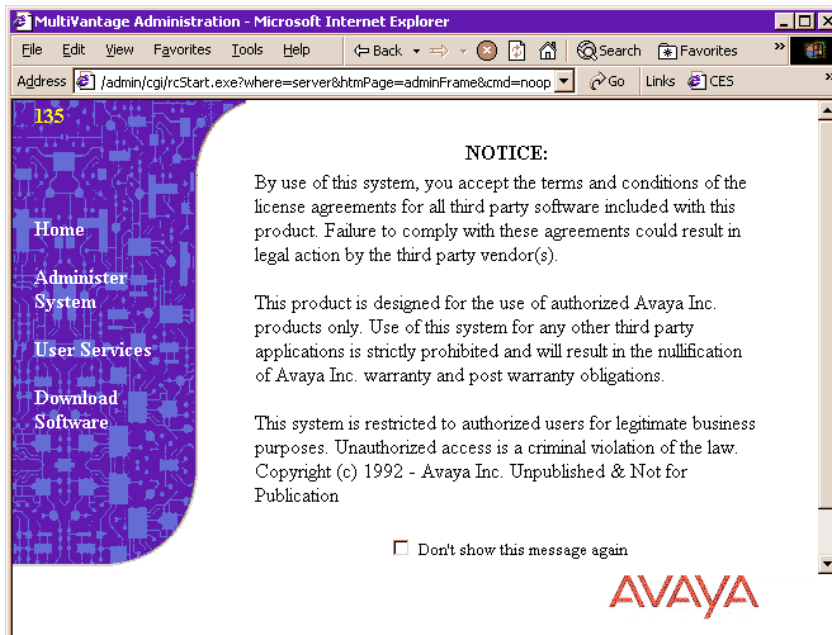 MultiVantage Administration - Microsoft Internet Explorer
File Edit View Favorites Tools Help Back Search Favorites »
Address /admin/cgi/rcStart.exe?where=server&htmPage=adminFrame&cmd=noop Go Links CES »
135
Home
Administer
System
User Services
Download
Software
NOTICE:
By use of this system, you accept the terms and conditions of the
license agreements for all third party software included with this
product. Failure to comply with these agreements could result in
legal action by the third party vendor(s).
This product is designed for the use of authorized Avaya Inc.
products only. Use of this system for any other third party
applications is strictly prohibited and will result in the nullification
of Avaya Inc. warranty and post warranty obligations.
This system is restricted to authorized users for legitimate business
purposes. Unauthorized access is a criminal violation of the law.
Copyright (c) 1992 - Avaya Inc. Unpublished & Not for
Publication
Don't show this message again
AVAYA